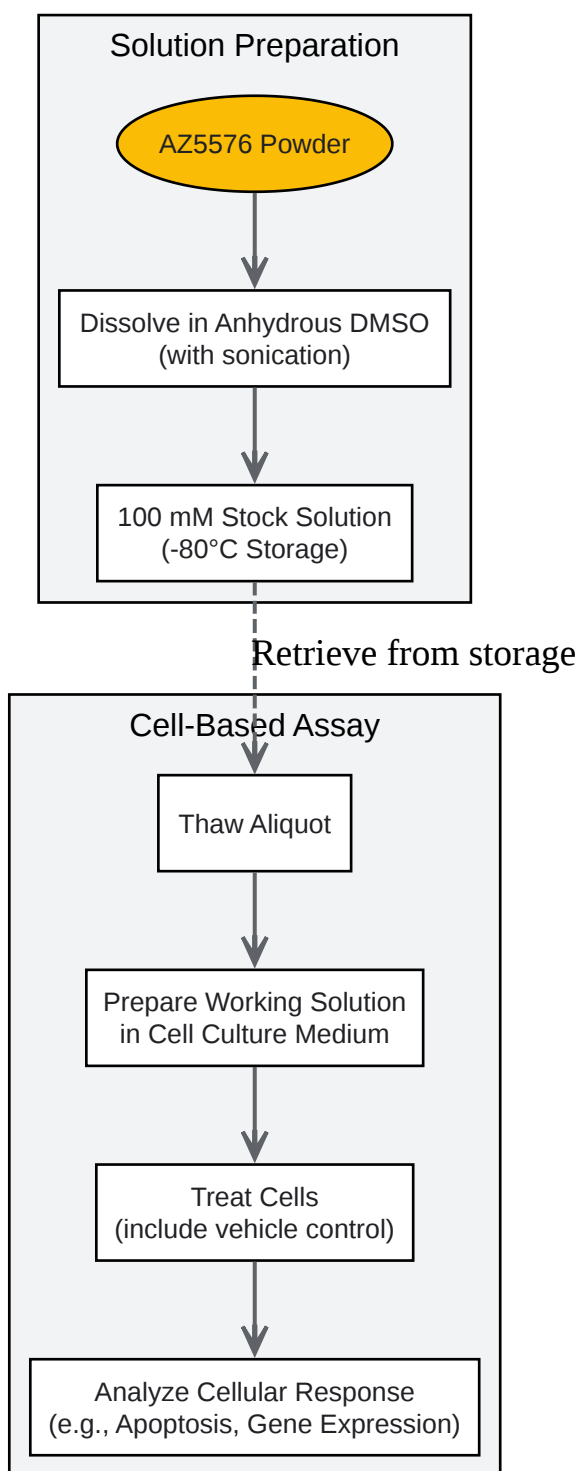 Solution Preparation
AZ5576 Powder
Dissolve in Anhydrous DMSO
(with sonication)
100 mM Stock Solution
(-80°C Storage)
Retrieve from storage
Cell-Based Assay
Thaw Aliquot
Prepare Working Solution
in Cell Culture Medium
Treat Cells
(include vehicle control)
Analyze Cellular Response
(e.g., Apoptosis, Gene Expression)